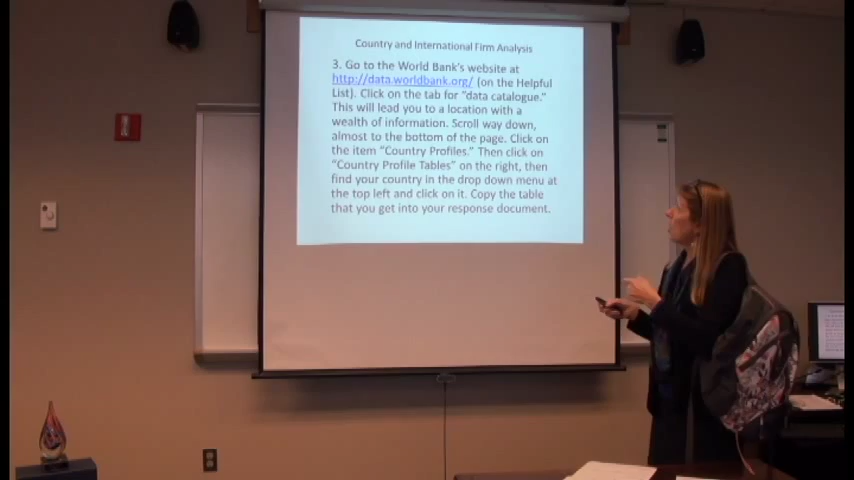 Country and International Firm Analysis
3. Go to the World Bank's website at
http://data.worldbank.org/ (on the Helpful
List). Click on the tab for "data catalogue."
This will lead you to a location with a
wealth of information. Scroll way down,
almost to the bottom of the page. Click on
the item "Country Profiles." Then click on
"Country Profile Tables" on the right, then
find your country in the drop down menu at
the top left and click on it. Copy the table
that you get into your response document.